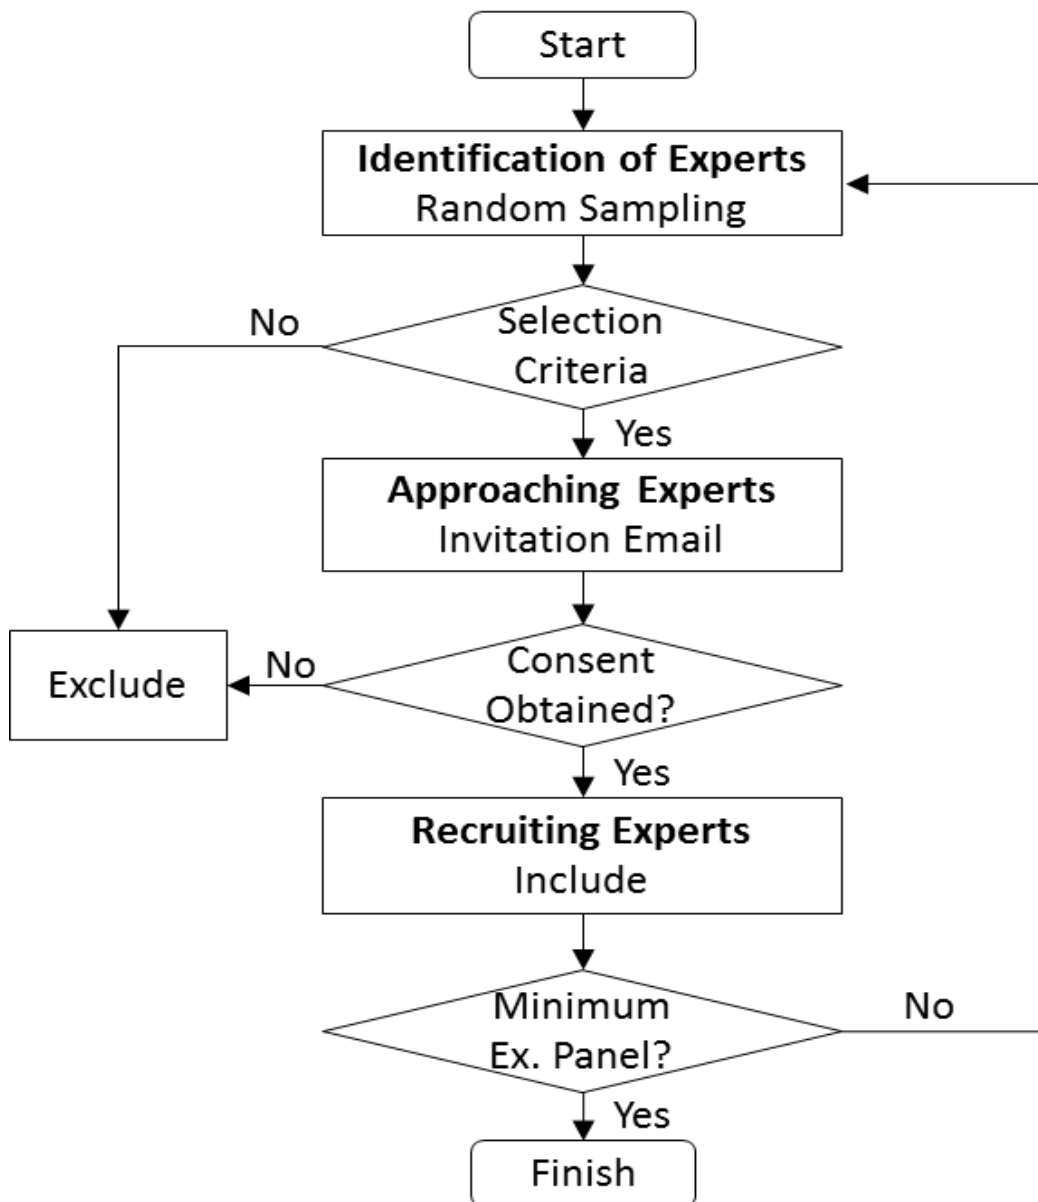 Start
Identification of Experts
Random Sampling
No
Selection
Criteria
Yes
Approaching Experts
Invitation Email
Exclude
No
Consent
Obtained?
Yes
Recruiting Experts
Include
Minimum
Ex. Panel?
No
Yes
Finish